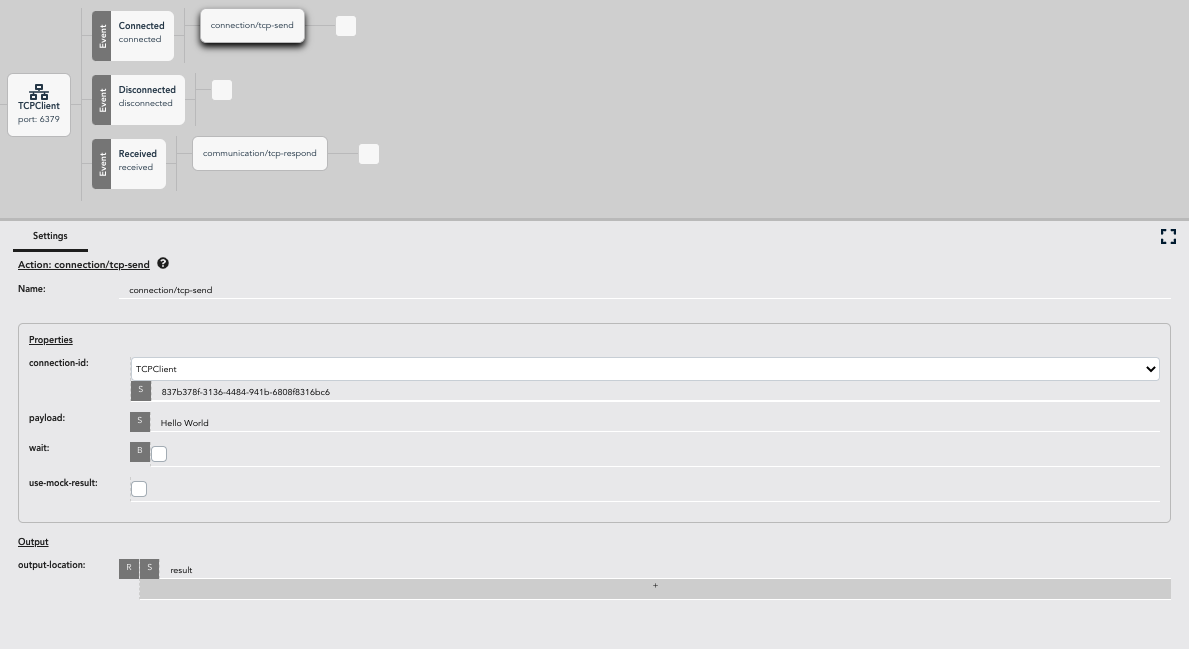 Event
Connected
connected
connection/tcp-send
TCPClient
port: 6379
Event
Disconnected
disconnected
Event
Received
received
communication/tcp-respond
Settings
Action: connection/tcp-send ?
Name: connection/tcp-send
Properties
connection-id: TCPClient
S 837b378f-3136-4484-941b-6808f8316bc6
payload: S Hello World
wait: B
use-mock-result:
Output
output-location: R S result
+